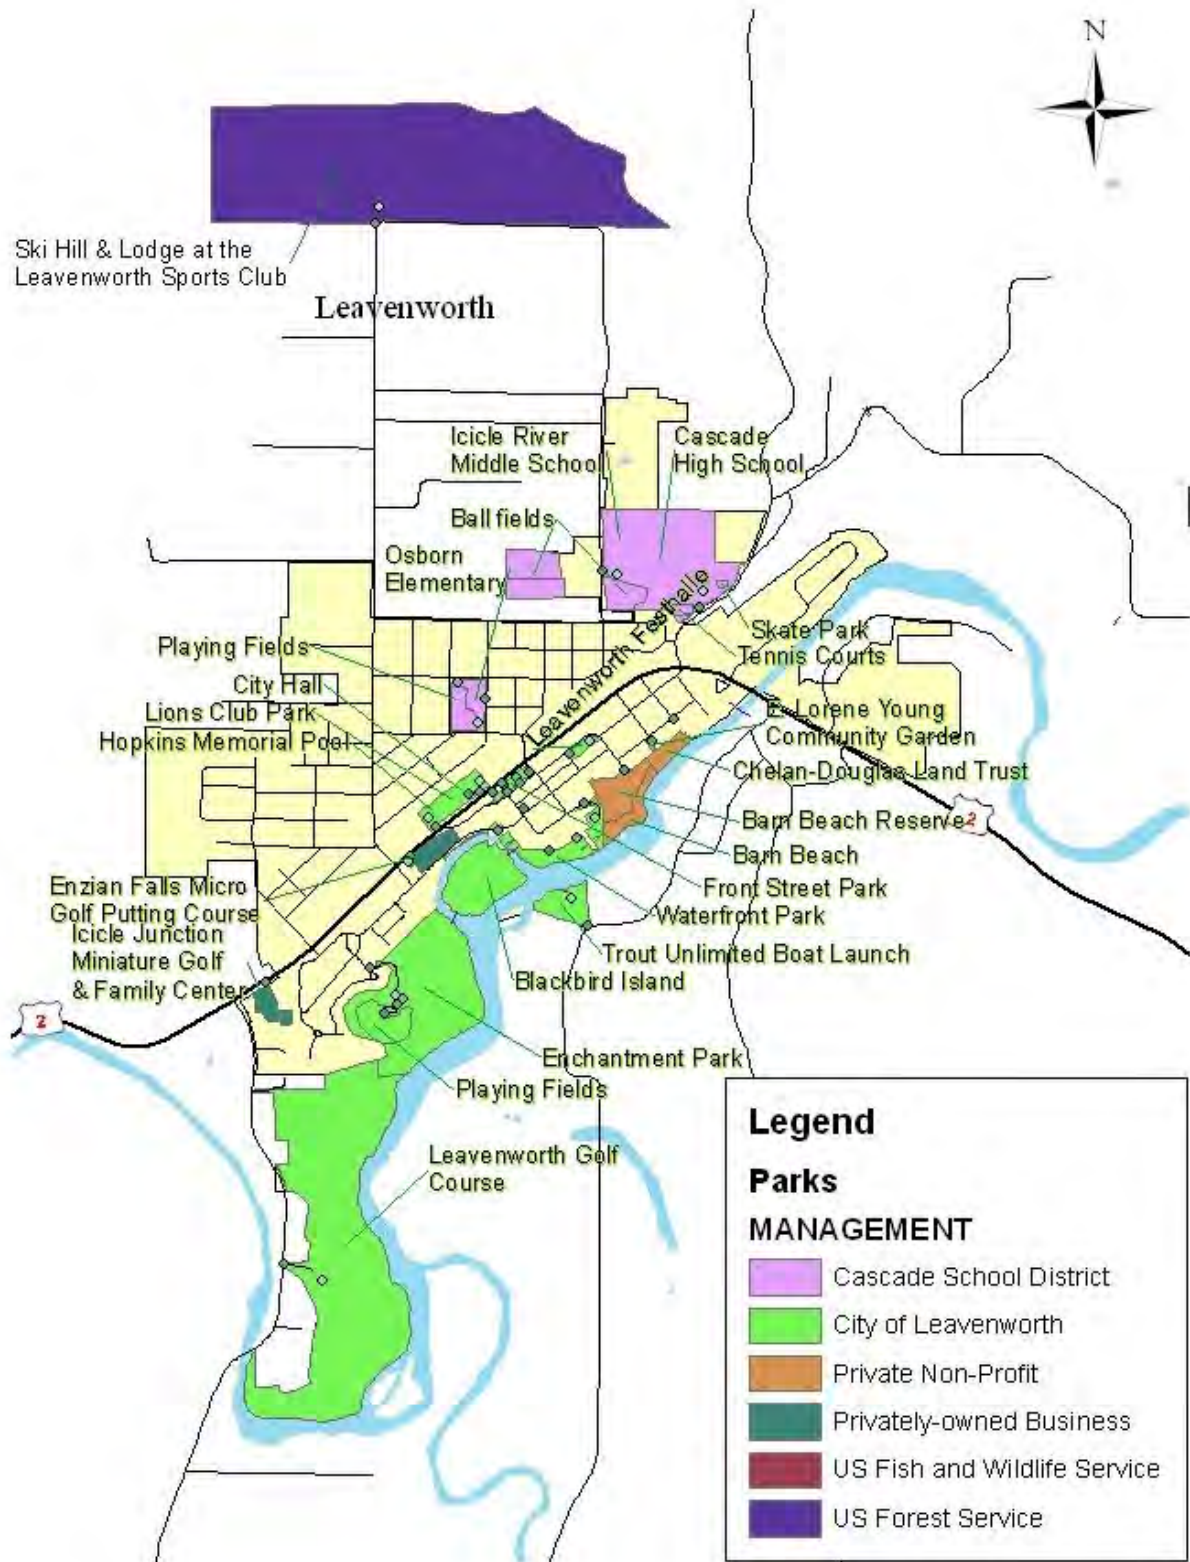 N
Ski Hill & Lodge at the
Leavenworth Sports Club
Leavenworth
Icicle River
Middle School
Cascade
High School
Ball fields
Osborn
Elementary
Leavenworth Festhalle
Skate Park
Tennis Courts
Playing Fields
City Hall
Lions Club Park
Hopkins Memorial Pool
E. Lorene Young
Community Garden
Chelan-Douglas Land Trust
Barn Beach Reserve
2
Barn Beach
Enzian Falls Micro
Golf Putting Course
Front Street Park
Waterfront Park
Icicle Junction
Miniature Golf
& Family Center
Trout Unlimited Boat Launch
Blackbird Island
2
Enchantment Park
Playing Fields
Leavenworth Golf
Course
Legend
Parks
MANAGEMENT
Cascade School District
City of Leavenworth
Private Non-Profit
Privately-owned Business
US Fish and Wildlife Service
US Forest Service